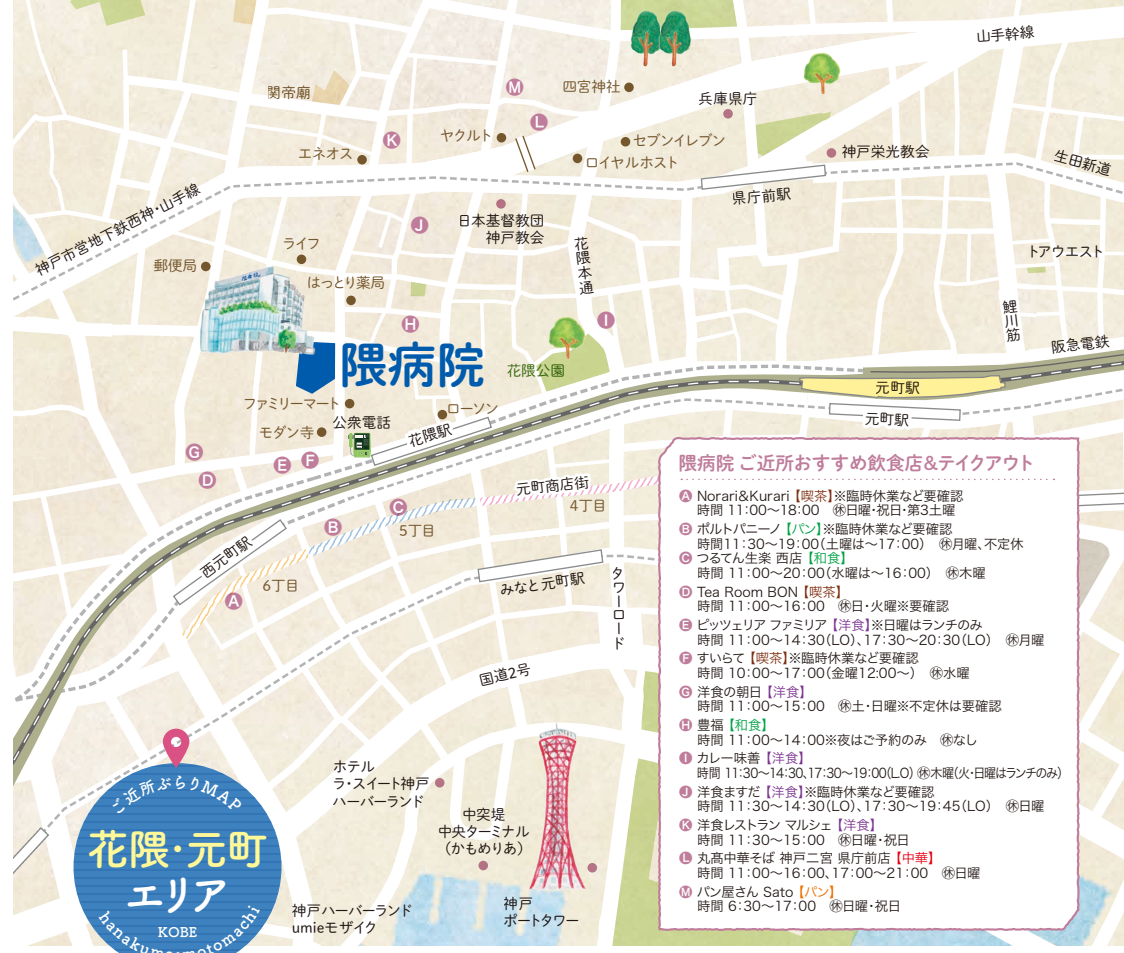 山手幹線
四宮神社
関帝廟
M
兵庫県庁
L
ヤクルト
セブンイレブン
K
エネオス
ロイヤルホスト
神戸栄光教会
生田新道
県庁前駅
神戸市営地下鉄西神・山手線
日本基督教団
神戸教会
J
花隈本通
ライフ
トアウエスト
郵便局
はっとり薬局
鯉川筋
H
I
阪急電鉄
隈病院
花隈公園
元町駅
元町駅
ファミリーマート
ローソン
公衆電話
モダン寺
花隈駅
G
E
F
D
元町商店街
4丁目
C
5丁目
B
西元町駅
6丁目
A
みなと元町駅
タワーロード
国道2号
ホテル
ラ・スイート神戸
ハーバーランド
中突堤
中央ターミナル
(かもめりあ)
神戸
ポートタワー
神戸ハーバーランド
umieモザイク
ご近所ぶらりMAP
花隈・元町
エリア
KOBE
hanakuma・motomachi
隈病院 ご近所おすすめ飲食店&テイクアウト
A Norari&Kurari【喫茶】※臨時休業など要確認
時間 11:00〜18:00 ㊡日曜・祝日・第3土曜
B ポルトパニーノ【パン】※臨時休業など要確認
時間11:30〜19:00(土曜は〜17:00) ㊡月曜、不定休
C つるてん生楽 西店【和食】
時間 11:00〜20:00(水曜は〜16:00) ㊡木曜
D Tea Room BON【喫茶】
時間 11:00〜16:00 ㊡日・火曜※要確認
E ピッツェリア ファミリア【洋食】※日曜はランチのみ
時間 11:00〜14:30(LO)、17:30〜20:30(LO) ㊡月曜
F すいらて【喫茶】※臨時休業など要確認
時間 10:00〜17:00(金曜12:00〜) ㊡水曜
G 洋食の朝日【洋食】
時間 11:00〜15:00 ㊡土・日曜※不定休は要確認
H 豊福【和食】
時間 11:00〜14:00※夜はご予約のみ ㊡なし
I カレー味善【洋食】
時間 11:30〜14:30、17:30〜19:00(LO) ㊡木曜(火・日曜はランチのみ)
J 洋食ますだ【洋食】※臨時休業など要確認
時間 11:30〜14:30(LO)、17:30〜19:45(LO) ㊡日曜
K 洋食レストラン マルシェ【洋食】
時間 11:30〜15:00 ㊡日曜・祝日
L 丸髙中華そば 神戸二宮 県庁前店【中華】
時間 11:00〜16:00、17:00〜21:00 ㊡日曜
M パン屋さん Sato【パン】
時間 6:30〜17:00 ㊡日曜・祝日